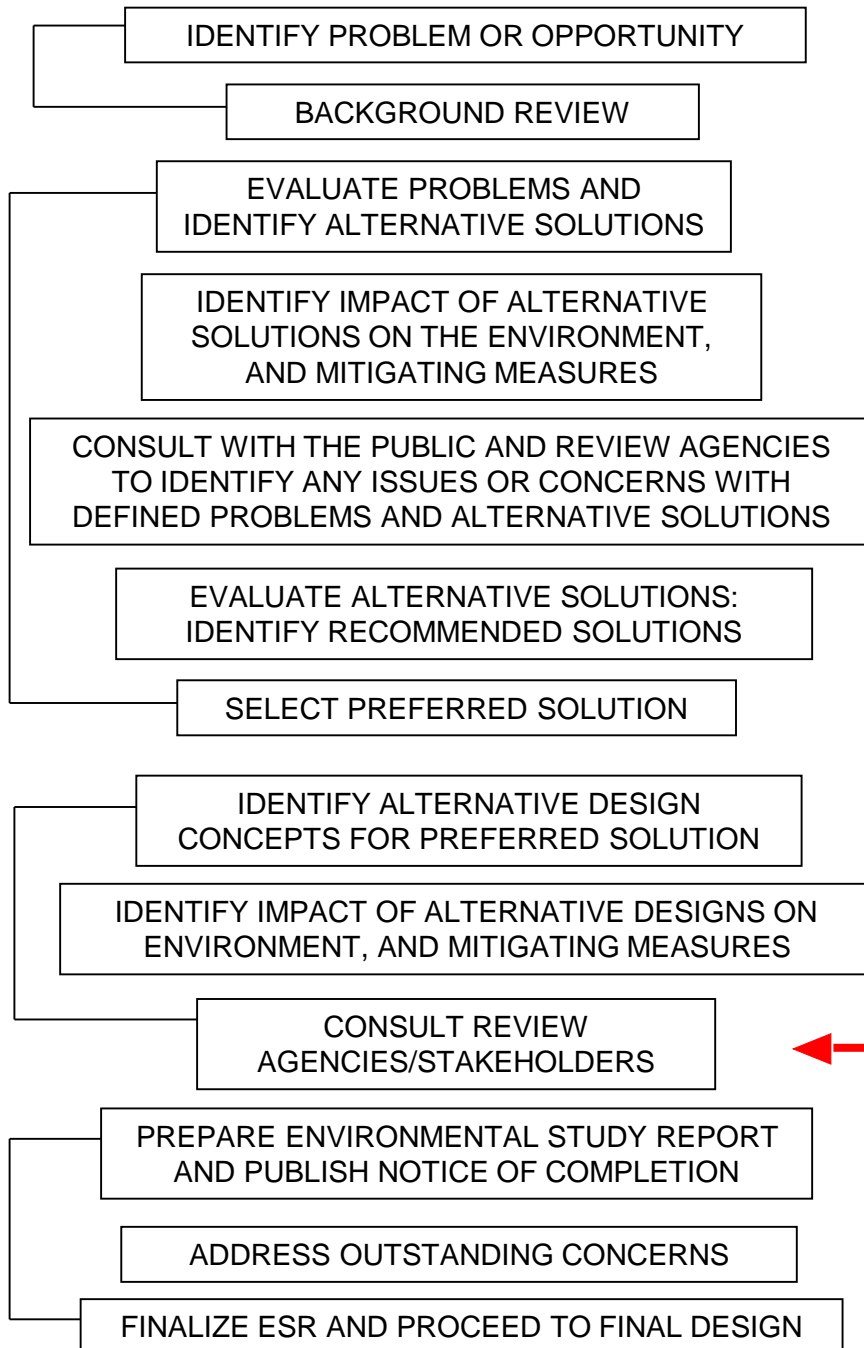 IDENTIFY PROBLEM OR OPPORTUNITY
BACKGROUND REVIEW
EVALUATE PROBLEMS AND
IDENTIFY ALTERNATIVE SOLUTIONS
IDENTIFY IMPACT OF ALTERNATIVE
SOLUTIONS ON THE ENVIRONMENT,
AND MITIGATING MEASURES
CONSULT WITH THE PUBLIC AND REVIEW AGENCIES
TO IDENTIFY ANY ISSUES OR CONCERNS WITH
DEFINED PROBLEMS AND ALTERNATIVE SOLUTIONS
EVALUATE ALTERNATIVE SOLUTIONS:
IDENTIFY RECOMMENDED SOLUTIONS
SELECT PREFERRED SOLUTION
IDENTIFY ALTERNATIVE DESIGN
CONCEPTS FOR PREFERRED SOLUTION
IDENTIFY IMPACT OF ALTERNATIVE DESIGNS ON
ENVIRONMENT, AND MITIGATING MEASURES
CONSULT REVIEW
AGENCIES/STAKEHOLDERS
PREPARE ENVIRONMENTAL STUDY REPORT
AND PUBLISH NOTICE OF COMPLETION
ADDRESS OUTSTANDING CONCERNS
FINALIZE ESR AND PROCEED TO FINAL DESIGN